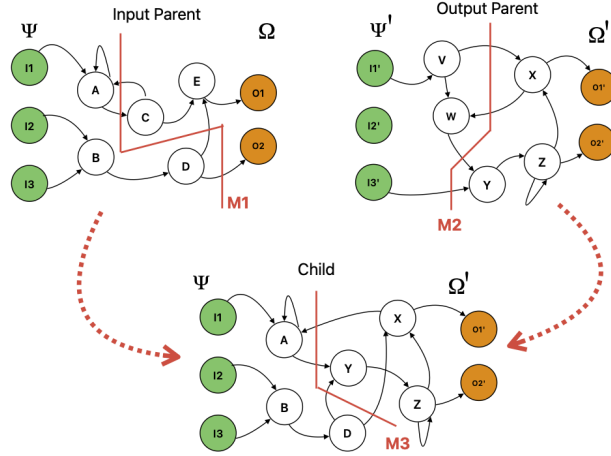 Input Parent
Ψ
Ω
I1
I2
I3
A
B
C
D
E
O1
O2
M1
Output Parent
Ψ'
Ω'
I1'
I2'
I3'
V
W
X
Y
Z
O1'
O2'
M2
Child
Ψ
Ω'
I1
I2
I3
A
B
X
Y
D
Z
O1'
O2'
M3